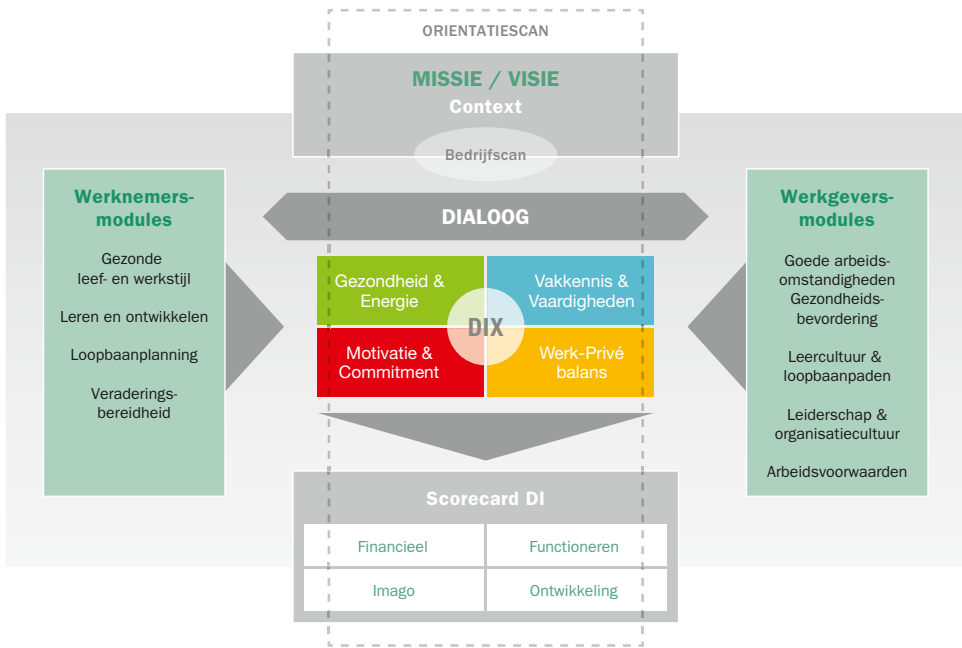 ORIENTATIESCAN
MISSIE / VISIE
Context
Bedrijfscan
DIALOOG
Werknemers-
modules
Gezonde
leef- en werkstijl
Leren en ontwikkelen
Loopbaanplanning
Veraderings-
bereidheid
Gezondheid &
Energie
Vakkennis &
Vaardigheden
DIX
Motivatie &
Commitment
Werk-Privé
balans
Werkgevers-
modules
Goede arbeids-
omstandigheden
Gezondheids-
bevordering
Leercultuur &
loopbaanpaden
Leiderschap &
organisatiecultuur
Arbeidsvoorwaarden
Scorecard DI
Financieel
Functioneren
Imago
Ontwikkeling